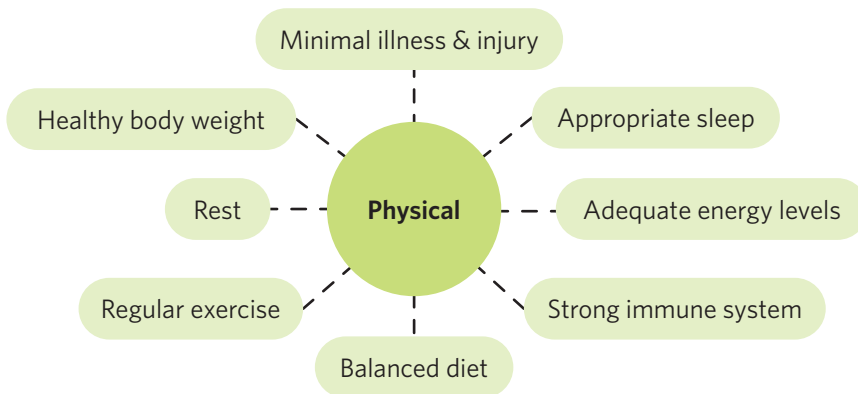 Minimal illness & injury
Healthy body weight
Appropriate sleep
Rest
Physical
Adequate energy levels
Regular exercise
Strong immune system
Balanced diet